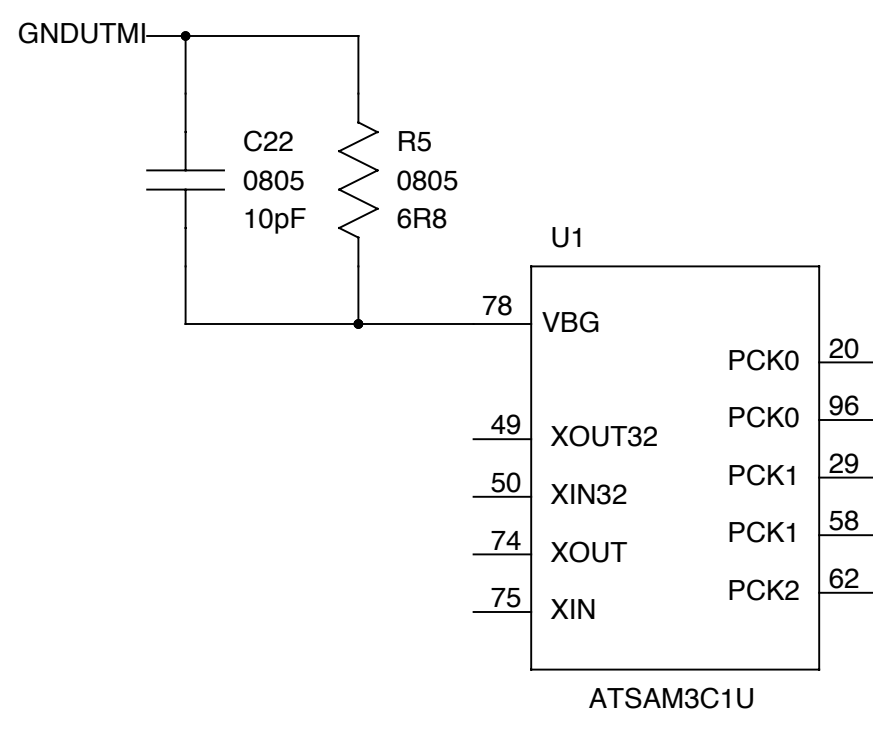 GNDUTMI
C22
0805
10pF
R5
0805
6R8
U1
78
VBG
49
XOUT32
50
XIN32
74
XOUT
75
XIN
PCK0
20
PCK0
96
PCK1
29
PCK1
58
PCK2
62
ATSAM3C1U